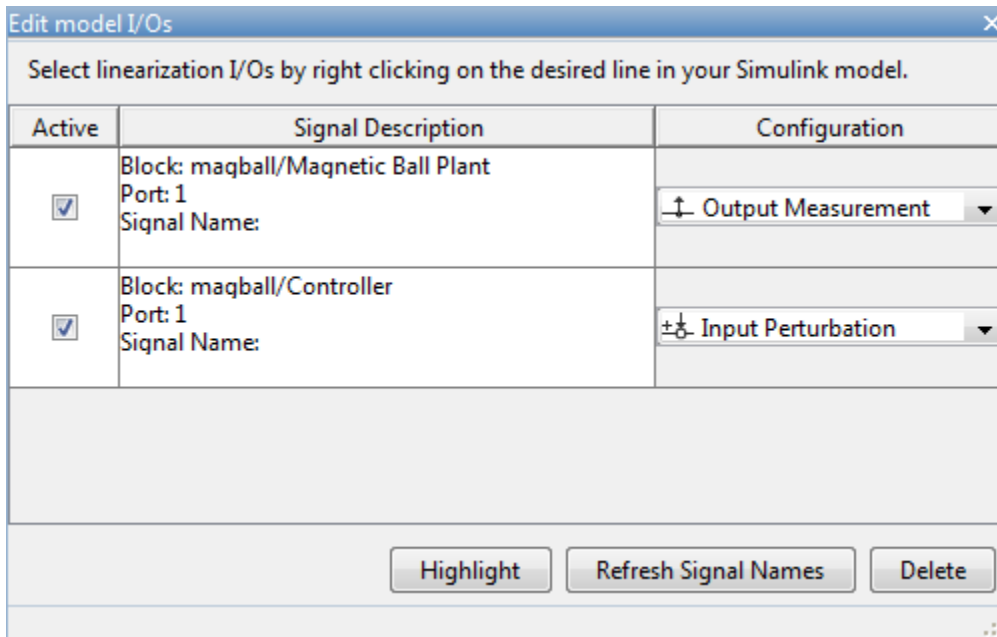 Edit model I/Os
Select linearization I/Os by right clicking on the desired line in your Simulink model.
Active Signal Description Configuration
Block: magball/Magnetic Ball Plant
Port: 1
Signal Name:
Output Measurement
Block: magball/Controller
Port: 1
Signal Name:
Input Perturbation
Highlight Refresh Signal Names Delete